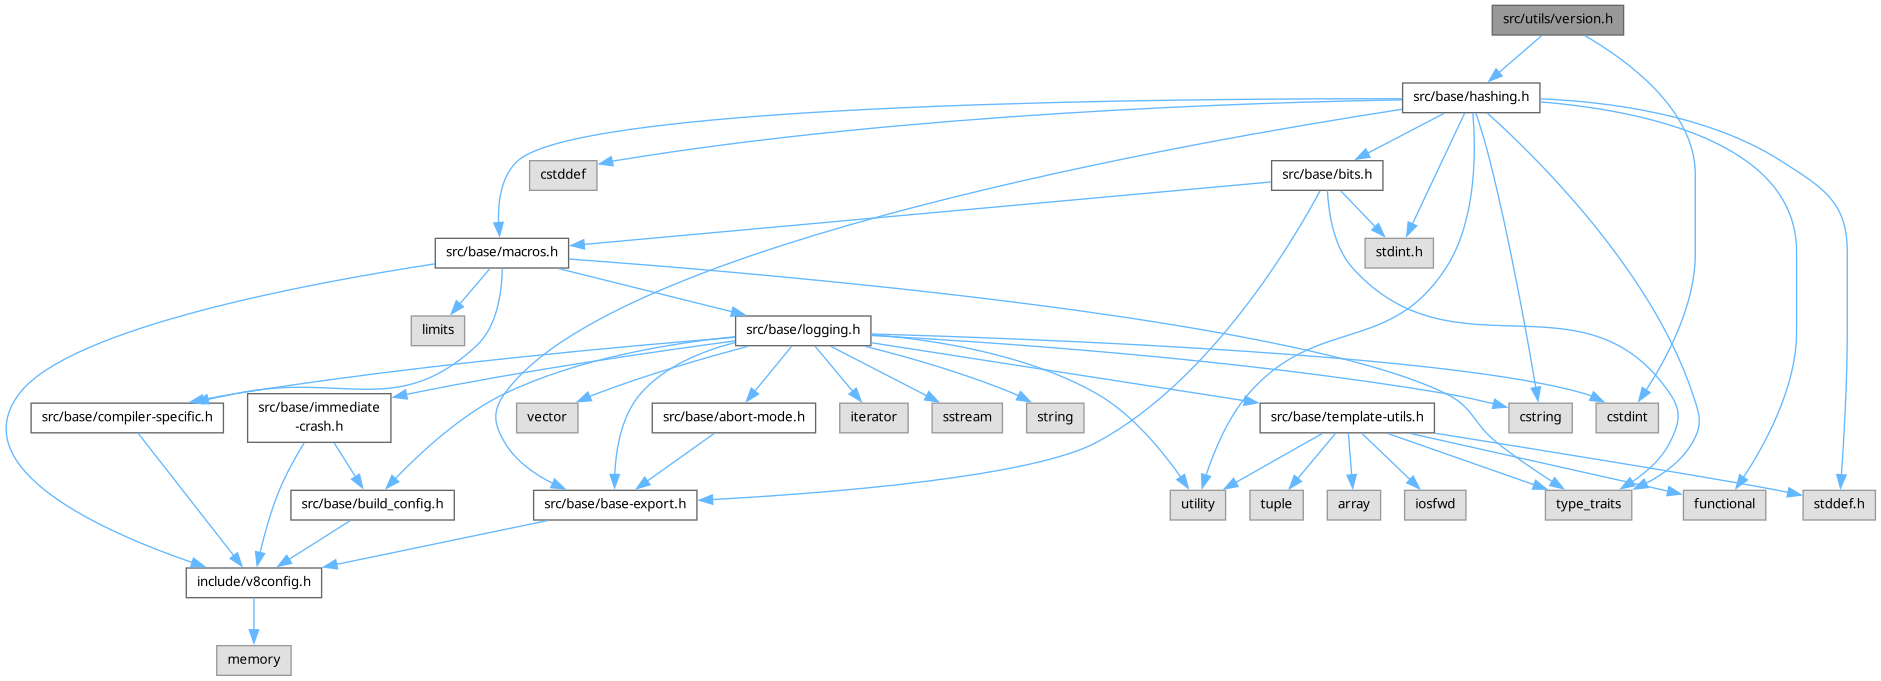 src/utils/version.h
src/base/hashing.h
cstddef
src/base/bits.h
src/base/macros.h
stdint.h
limits
src/base/logging.h
src/base/compiler-specific.h
src/base/immediate
-crash.h
vector
src/base/abort-mode.h
iterator
sstream
string
src/base/template-utils.h
cstring
cstdint
src/base/build_config.h
src/base/base-export.h
utility
tuple
array
iosfwd
type_traits
functional
stddef.h
include/v8config.h
memory